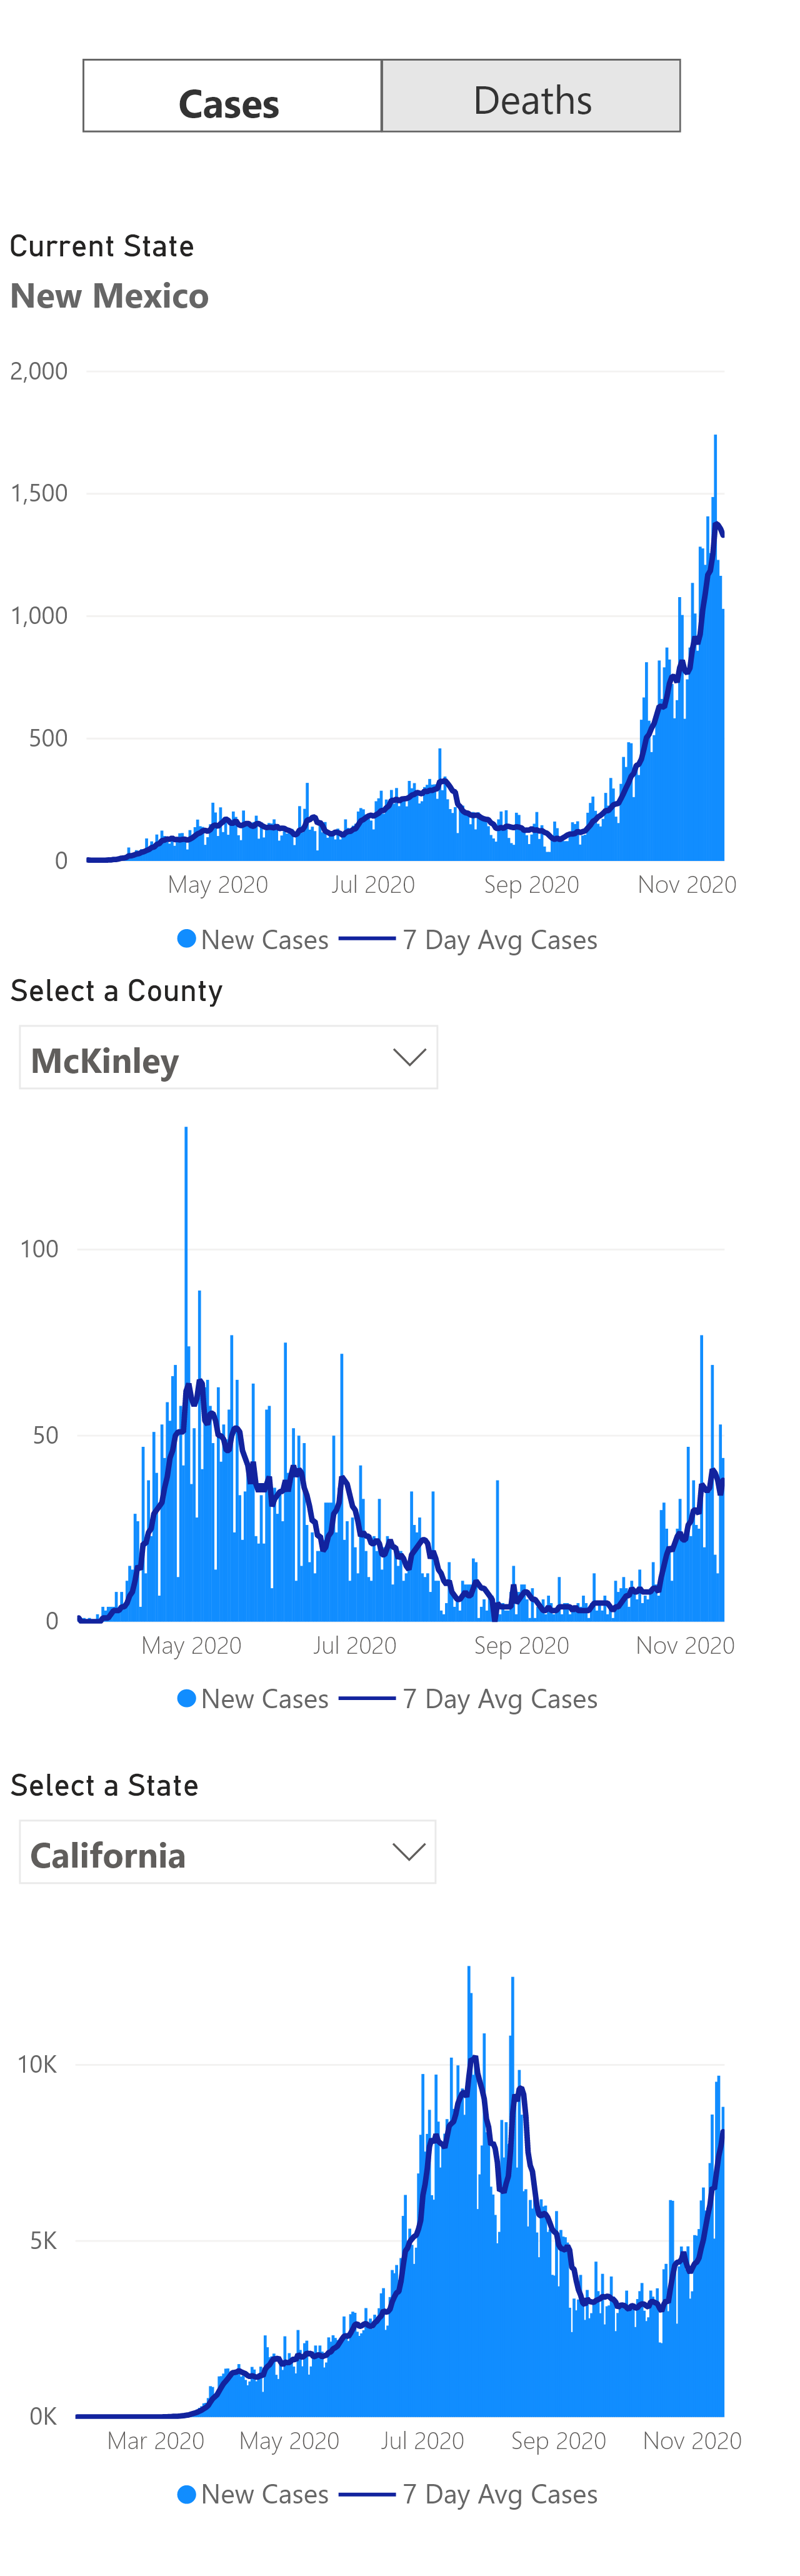 Cases Deaths
Current State
New Mexico
2,000
1,500
1,000
500
0
May 2020 Jul 2020 Sep 2020 Nov 2020
New Cases 7 Day Avg Cases
Select a County
McKinley
100
50
0
May 2020 Jul 2020 Sep 2020 Nov 2020
New Cases 7 Day Avg Cases
Select a State
California
10K
5K
0K
Mar 2020 May 2020 Jul 2020 Sep 2020 Nov 2020
New Cases 7 Day Avg Cases